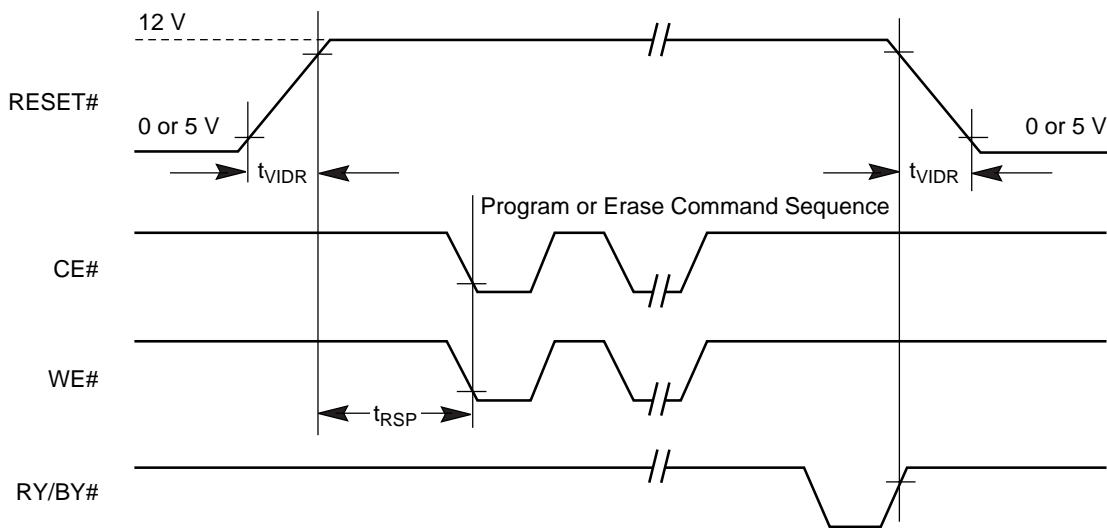 12 V
RESET#
0 or 5 V
0 or 5 V
tVIDR
tVIDR
Program or Erase Command Sequence
CE#
WE#
tRSP
RY/BY#